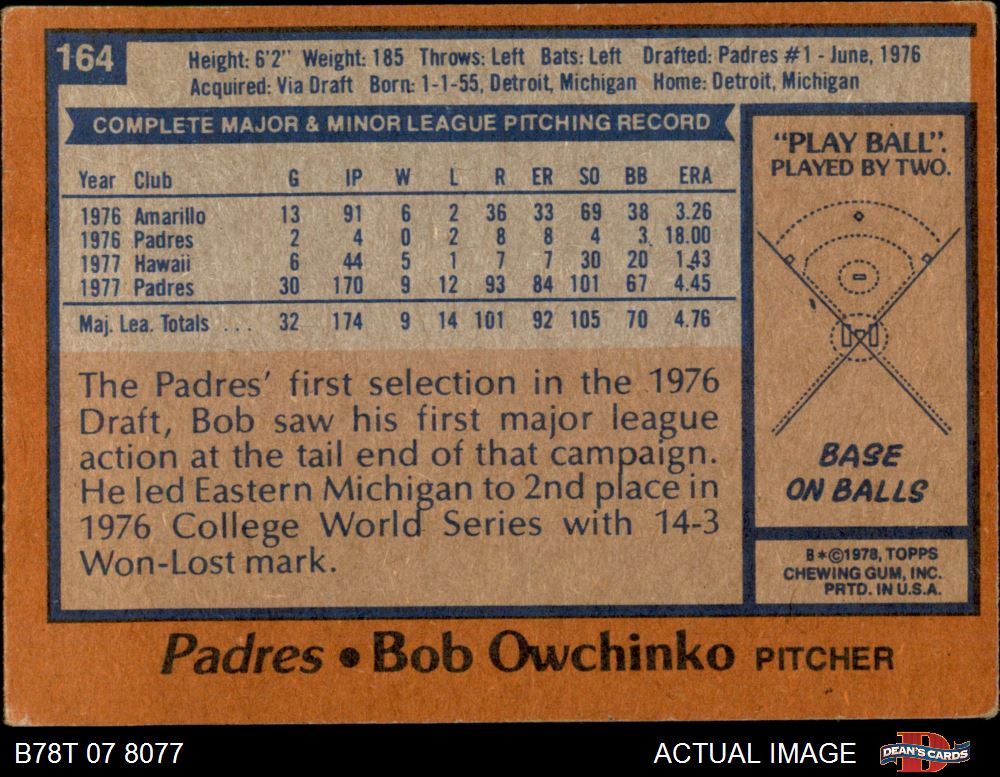 164
Height: 6'2" Weight: 185 Throws: Left Bats: Left Drafted: Padres #1 - June, 1976
Acquired: Via Draft Born: 1-1-55, Detroit, Michigan Home: Detroit, Michigan
COMPLETE MAJOR & MINOR LEAGUE PITCHING RECORD
Year Club G IP W L R ER SO BB ERA
1976 Amarillo 13 91 6 2 36 33 69 38 3.26
1976 Padres 2 4 0 2 8 8 4 3 18.00
1977 Hawaii 6 44 5 1 7 7 30 20 1.43
1977 Padres 30 170 9 12 93 84 101 67 4.45
Maj. Lea. Totals . . . 32 174 9 14 101 92 105 70 4.76
The Padres' first selection in the 1976
Draft, Bob saw his first major league
action at the tail end of that campaign.
He led Eastern Michigan to 2nd place in
1976 College World Series with 14-3
Won-Lost mark.
"PLAY BALL".
PLAYED BY TWO.
BASE
ON BALLS
B*©1978, TOPPS
CHEWING GUM, INC.
PRTD. IN U.S.A.
Padres • Bob Owchinko PITCHER
B78T 07 8077
ACTUAL IMAGE
DEAN'S CARDS